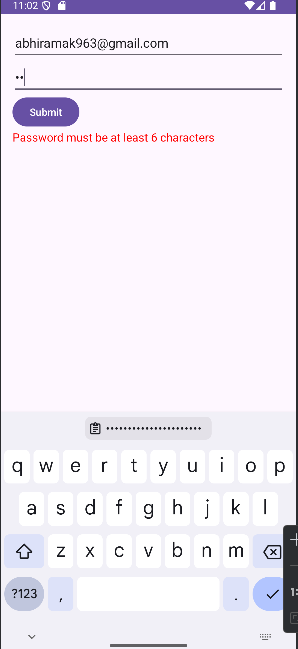 11:02
abhiramak963@gmail.com
••
Submit
Password must be at least 6 characters
••••••••••••••••••••••
q w e r t y u i o p
a s d f g h j k l
z x c v b n m
?123 , .